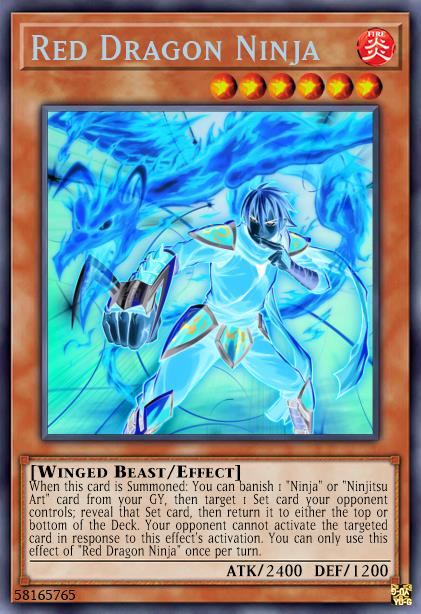 RED DRAGON NINJA
FIRE
炎
[WINGED BEAST/EFFECT]
When this card is Summoned: You can banish 1 "Ninja" or "Ninjitsu
Art" card from your GY, then target 1 Set card your opponent
controls; reveal that Set card, then return it to either the top or
bottom of the Deck. Your opponent cannot activate the targeted
card in response to this effect's activation. You can only use this
effect of "Red Dragon Ninja" once per turn.
ATK/2400 DEF/1200
58165765